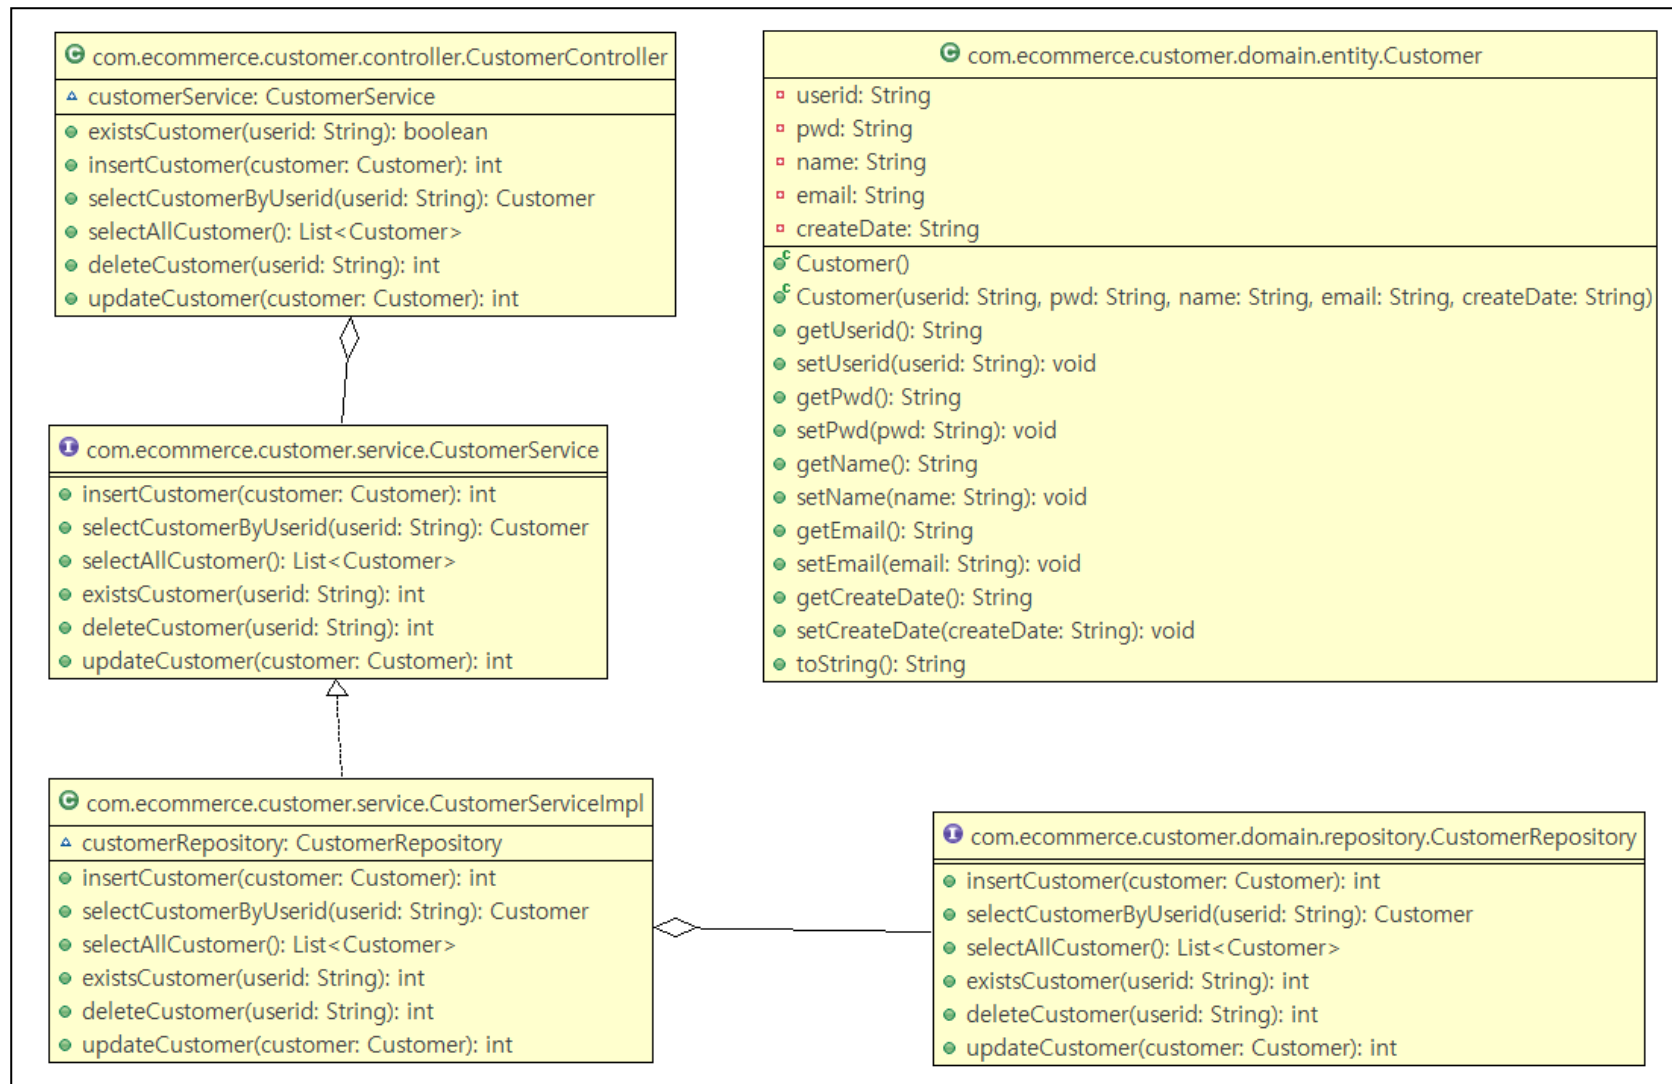 com.ecommerce.customer.controller.CustomerController
customerService: CustomerService
existsCustomer(userid: String): boolean
insertCustomer(customer: Customer): int
selectCustomerByUserid(userid: String): Customer
selectAllCustomer(): List<Customer>
deleteCustomer(userid: String): int
updateCustomer(customer: Customer): int
com.ecommerce.customer.domain.entity.Customer
userid: String
pwd: String
name: String
email: String
createDate: String
Customer()
Customer(userid: String, pwd: String, name: String, email: String, createDate: String)
getUserid(): String
setUserid(userid: String): void
getPwd(): String
setPwd(pwd: String): void
getName(): String
setName(name: String): void
getEmail(): String
setEmail(email: String): void
getCreateDate(): String
setCreateDate(createDate: String): void
toString(): String
com.ecommerce.customer.service.CustomerService
insertCustomer(customer: Customer): int
selectCustomerByUserid(userid: String): Customer
selectAllCustomer(): List<Customer>
existsCustomer(userid: String): int
deleteCustomer(userid: String): int
updateCustomer(customer: Customer): int
com.ecommerce.customer.service.CustomerServiceImpl
customerRepository: CustomerRepository
insertCustomer(customer: Customer): int
selectCustomerByUserid(userid: String): Customer
selectAllCustomer(): List<Customer>
existsCustomer(userid: String): int
deleteCustomer(userid: String): int
updateCustomer(customer: Customer): int
com.ecommerce.customer.domain.repository.CustomerRepository
insertCustomer(customer: Customer): int
selectCustomerByUserid(userid: String): Customer
selectAllCustomer(): List<Customer>
existsCustomer(userid: String): int
deleteCustomer(userid: String): int
updateCustomer(customer: Customer): int